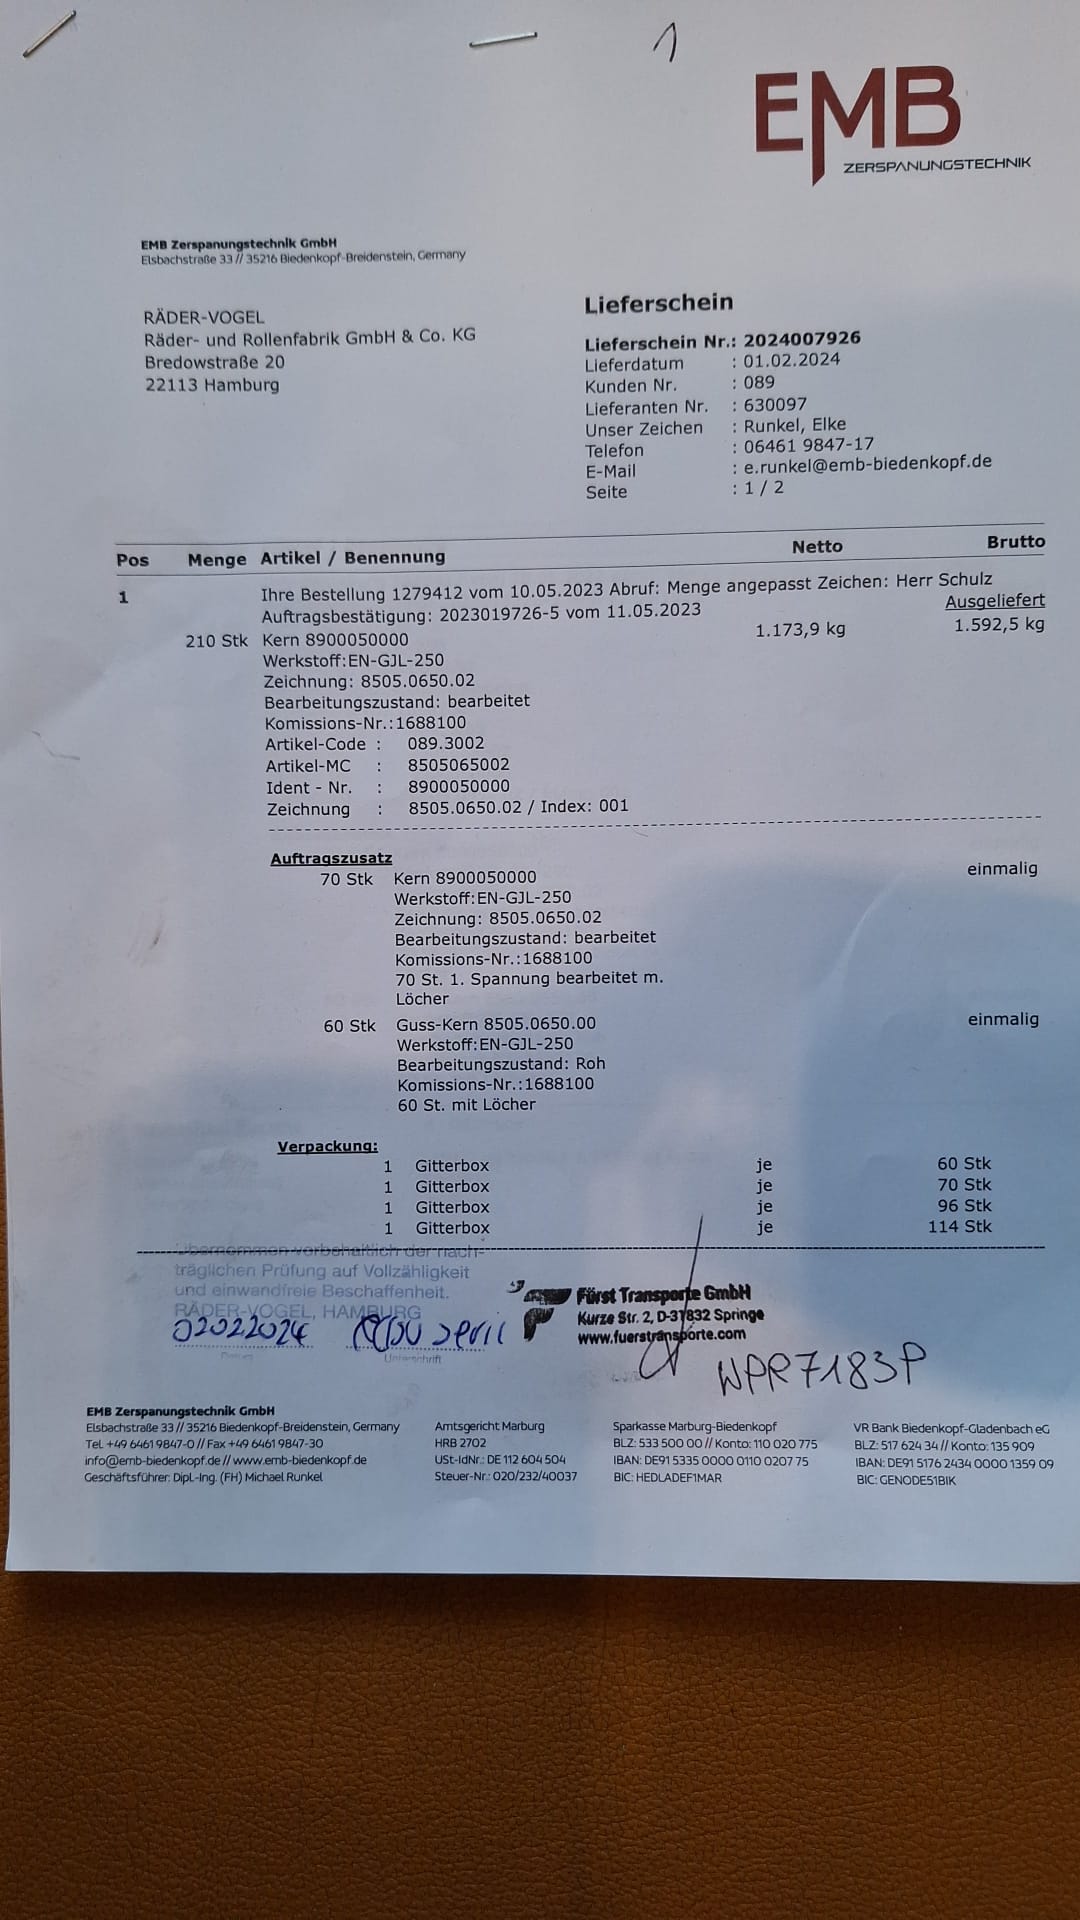 1
EMB
ZERSPANUNGSTECHNIK
EMB Zerspanungstechnik GmbH
Elsbachstraße 33 // 35216 Biedenkopf-Breidenstein, Germany
RÄDER-VOGEL
Räder- und Rollenfabrik GmbH & Co. KG
Bredowstraße 20
22113 Hamburg
Lieferschein
Lieferschein Nr.: 2024007926
Lieferdatum : 01.02.2024
Kunden Nr. : 089
Lieferanten Nr. : 630097
Unser Zeichen : Runkel, Elke
Telefon : 06461 9847-17
E-Mail : e.runkel@emb-biedenkopf.de
Seite : 1 / 2
Pos Menge Artikel / Benennung Netto Brutto
1 Ihre Bestellung 1279412 vom 10.05.2023 Abruf: Menge angepasst Zeichen: Herr Schulz
Auftragsbestätigung: 2023019726-5 vom 11.05.2023 Ausgeliefert
210 Stk Kern 8900050000 1.173,9 kg 1.592,5 kg
Werkstoff:EN-GJL-250
Zeichnung: 8505.0650.02
Bearbeitungszustand: bearbeitet
Komissions-Nr.:1688100
Artikel-Code : 089.3002
Artikel-MC : 8505065002
Ident - Nr. : 8900050000
Zeichnung : 8505.0650.02 / Index: 001
Auftragszusatz
70 Stk Kern 8900050000 einmalig
Werkstoff:EN-GJL-250
Zeichnung: 8505.0650.02
Bearbeitungszustand: bearbeitet
Komissions-Nr.:1688100
70 St. 1. Spannung bearbeitet m.
Löcher
60 Stk Guss-Kern 8505.0650.00 einmalig
Werkstoff:EN-GJL-250
Bearbeitungszustand: Roh
Komissions-Nr.:1688100
60 St. mit Löcher
Verpackung:
1 Gitterbox je 60 Stk
1 Gitterbox je 70 Stk
1 Gitterbox je 96 Stk
1 Gitterbox je 114 Stk
Übernommen vorbehaltlich der nach-
träglichen Prüfung auf Vollzähligkeit
und einwandfreie Beschaffenheit.
RÄDER-VOGEL, HAMBURG
02022024
Datum Unterschrift
Fürst Transporte GmbH
Kurze Str. 2, D-31832 Springe
www.fuerstransporte.com
WPR7183P
EMB Zerspanungstechnik GmbH
Elsbachstraße 33 // 35216 Biedenkopf-Breidenstein, Germany
Tel. +49 6461 9847-0 // Fax +49 6461 9847-30
info@emb-biedenkopf.de // www.emb-biedenkopf.de
Geschäftsführer: Dipl.-Ing. (FH) Michael Runkel
Amtsgericht Marburg
HRB 2702
USt-IdNr.: DE 112 604 504
Steuer-Nr.: 020/232/40037
Sparkasse Marburg-Biedenkopf
BLZ: 533 500 00 // Konto: 110 020 775
IBAN: DE91 5335 0000 0110 0207 75
BIC: HEDLADEF1MAR
VR Bank Biedenkopf-Gladenbach eG
BLZ: 517 624 34 // Konto: 135 909
IBAN: DE91 5176 2434 0000 1359 09
BIC: GENODE51BIK